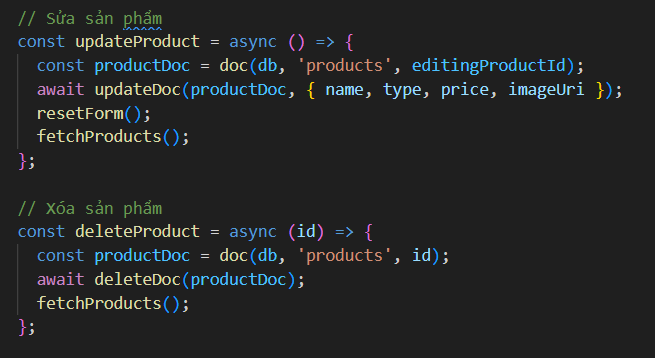 // Sửa sản phẩm
const updateProduct = async () => {
  const productDoc = doc(db, 'products', editingProductId);
  await updateDoc(productDoc, { name, type, price, imageUri });
  resetForm();
  fetchProducts();
};

// Xóa sản phẩm
const deleteProduct = async (id) => {
  const productDoc = doc(db, 'products', id);
  await deleteDoc(productDoc);
  fetchProducts();
};